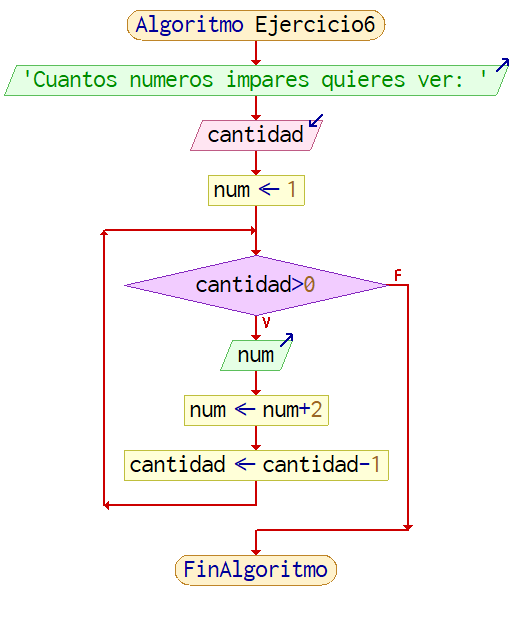 Algoritmo Ejercicio6
'Cuantos numeros impares quieres ver: '
cantidad
num ← 1
cantidad>0
F
V
num
num ← num+2
cantidad ← cantidad-1
FinAlgoritmo